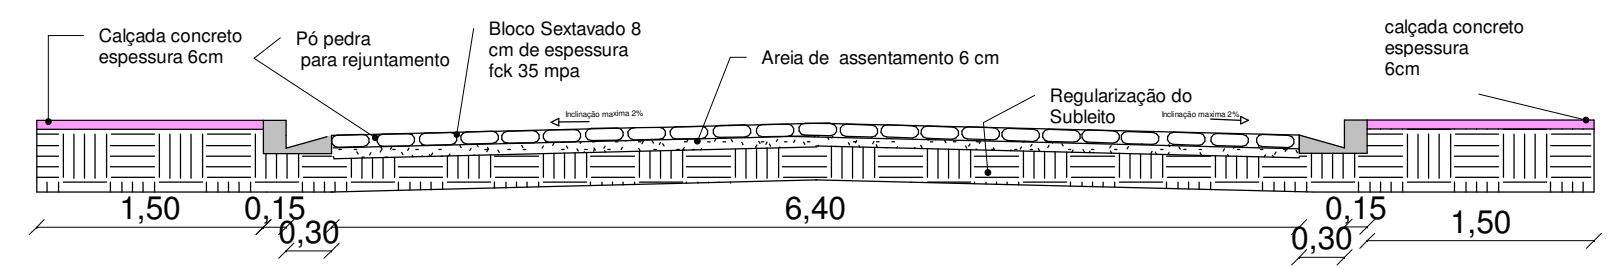 Calçada concreto
espessura 6cm
Pó pedra
para rejuntamento
Bloco Sextavado 8
cm de espessura
fck 35 mpa
Areia de assentamento 6 cm
Regularização do
Subleito
calçada concreto
espessura
6cm
Inclinação maxima 2%
Inclinação maxima 2%
1,50
0,15
0,30
6,40
0,15
0,30
1,50